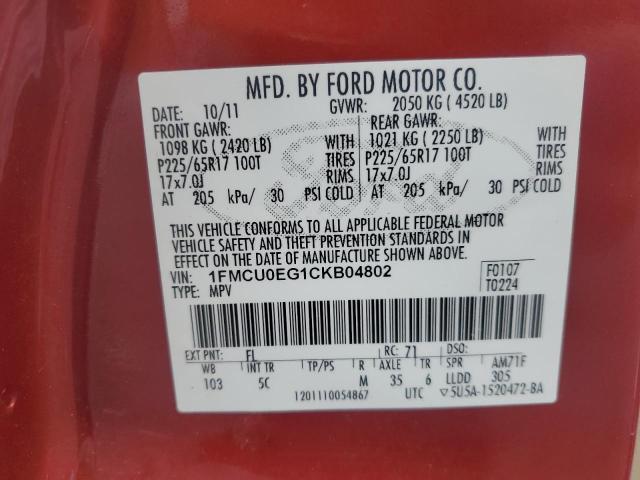 MFD. BY FORD MOTOR CO.
DATE: 10/11 GVWR: 2050 KG ( 4520 LB)
FRONT GAWR: REAR GAWR:
1098 KG ( 2420 LB) WITH 1021 KG ( 2250 LB) WITH
P225/65R17 100T TIRES P225/65R17 100T TIRES
17x7.0J RIMS 17x7.0J RIMS
AT 205 kPa/ 30 PSI COLD AT 205 kPa/ 30 PSI COLD
THIS VEHICLE CONFORMS TO ALL APPLICABLE FEDERAL MOTOR
VEHICLE SAFETY AND THEFT PREVENTION STANDARDS IN EFFECT
ON THE DATE OF MANUFACTURE SHOWN ABOVE.
VIN: 1FMCU0EG1CKB04802 F0107
TYPE: MPV T0224
EXT PNT: FL RC: 71 DSO:
WB INT TR TP/PS R AXLE TR SPR AM71F
103 5C M 35 6 LLDD 305
1201110054867 UTC ▽5U5A-1520472-BA